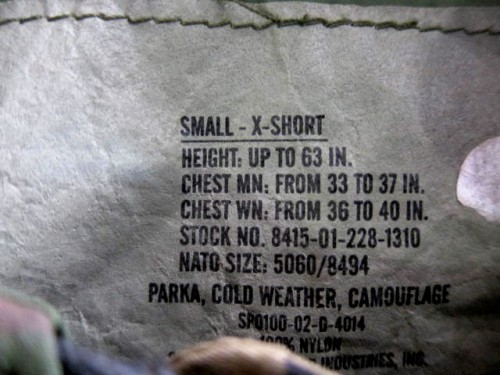 SMALL - X-SHORT
HEIGHT: UP TO 63 IN.
CHEST MN: FROM 33 TO 37 IN.
CHEST WN: FROM 36 TO 40 IN.
STOCK NO. 8415-01-228-1310
NATO SIZE: 5060/8494
PARKA, COLD WEATHER, CAMOUFLAGE
SP0100-02-D-4014
100% NYLON
INDUSTRIES, INC.